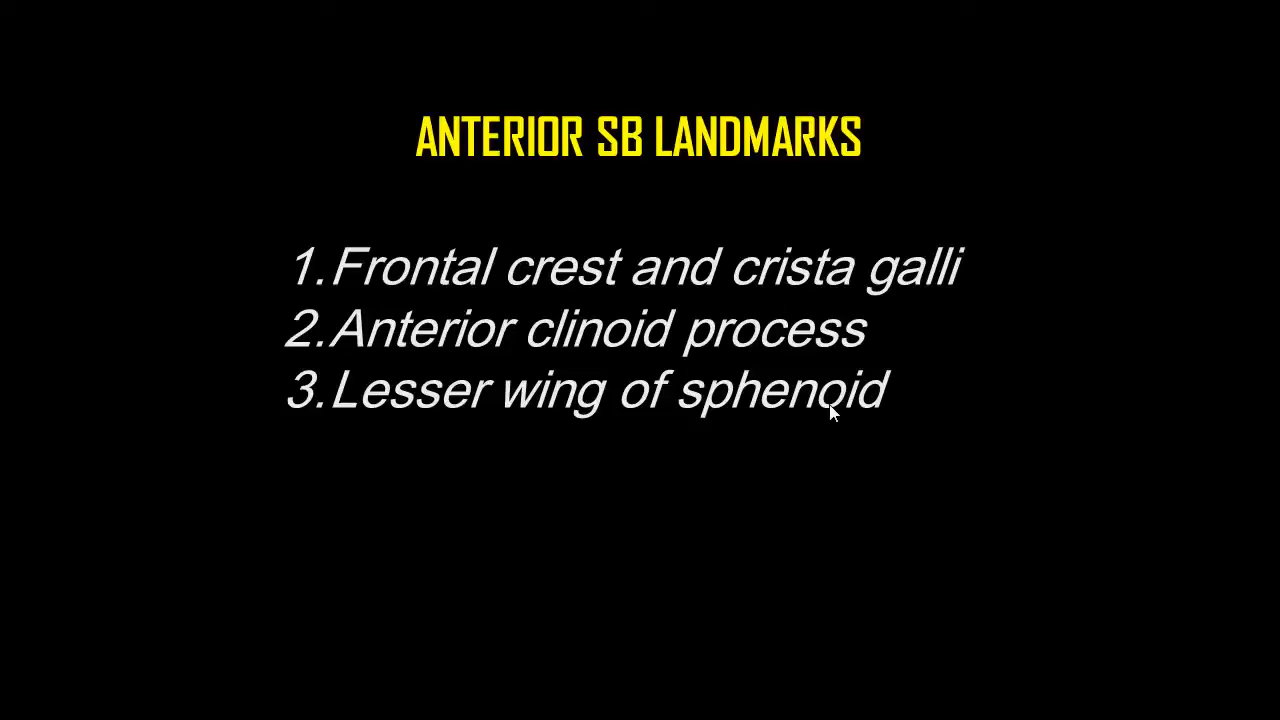 ANTERIOR SB LANDMARKS
1. Frontal crest and crista galli
2. Anterior clinoid process
3. Lesser wing of sphenoid